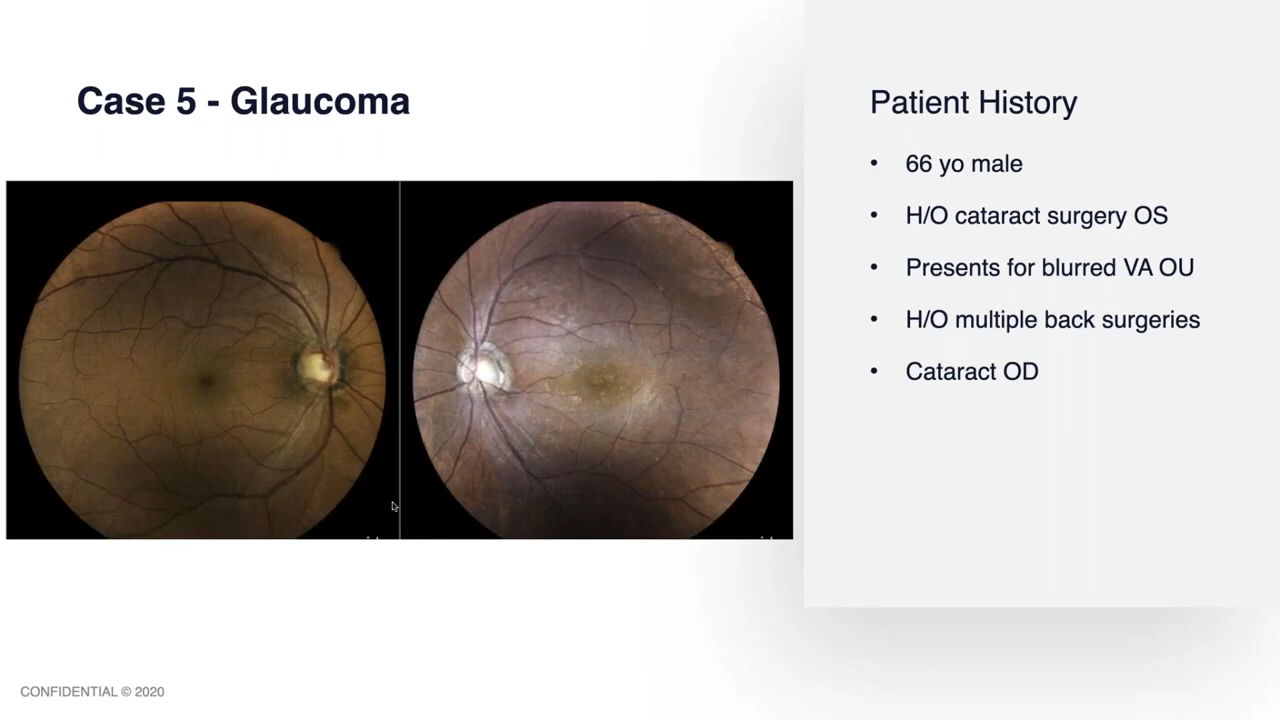 Case 5 - Glaucoma
Patient History
• 66 yo male
• H/O cataract surgery OS
• Presents for blurred VA OU
• H/O multiple back surgeries
• Cataract OD
CONFIDENTIAL © 2020